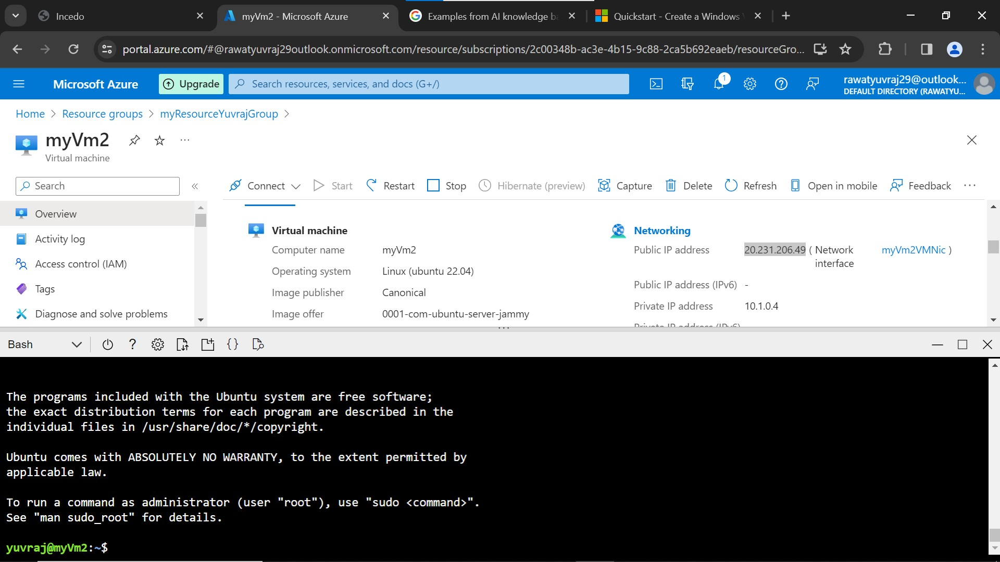 Incedo
myVm2 - Microsoft Azure
Examples from AI knowledge b
Quickstart - Create a Windows
portal.azure.com/#@rawatyuvraj29outlook.onmicrosoft.com/resource/subscriptions/2c00348b-ac3e-4b15-9c88-2ca5b692eaeb/resourceGro...
Microsoft Azure
Upgrade
Search resources, services, and docs (G+/)
1
rawatyuvraj29@outlook...
DEFAULT DIRECTORY (RAWATYU...
Home > Resource groups > myResourceYuvrajGroup >
myVm2
Virtual machine
Search
Connect
Start
Restart
Stop
Hibernate (preview)
Capture
Delete
Refresh
Open in mobile
Feedback
Overview
Activity log
Access control (IAM)
Tags
Diagnose and solve problems
Virtual machine
Computer name myVm2
Operating system Linux (ubuntu 22.04)
Image publisher Canonical
Image offer 0001-com-ubuntu-server-jammy
Networking
Public IP address 20.231.206.49 ( Network interface myVm2VMNic )
Public IP address (IPv6) -
Private IP address 10.1.0.4
Private IP address (IPv6)
Bash
The programs included with the Ubuntu system are free software;
the exact distribution terms for each program are described in the
individual files in /usr/share/doc/*/copyright.
Ubuntu comes with ABSOLUTELY NO WARRANTY, to the extent permitted by
applicable law.
To run a command as administrator (user "root"), use "sudo <command>".
See "man sudo_root" for details.
yuvraj@myVm2:~$